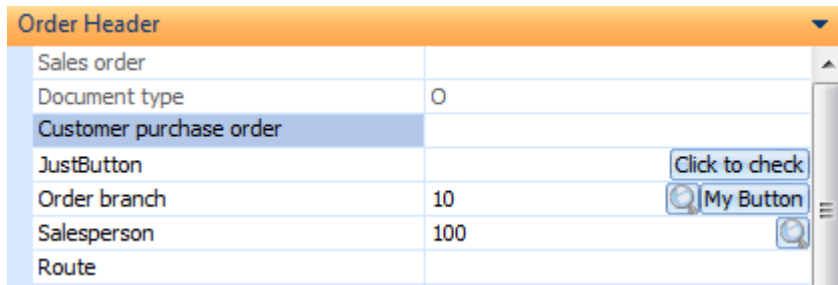 Order Header
Sales order
Document type O
Customer purchase order
JustButton Click to check
Order branch 10 My Button
Salesperson 100
Route